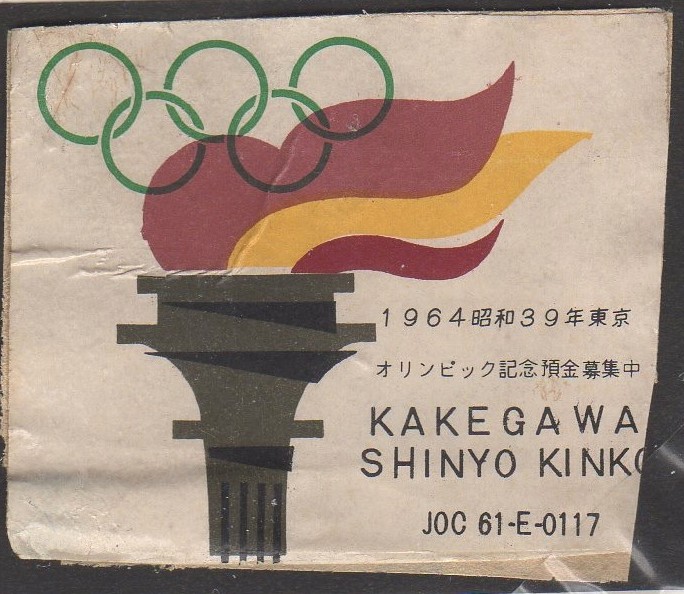 1964昭和39年東京
オリンピック記念預金募集中
KAKEGAWA
SHINYO KINKO
JOC 61-E-0117